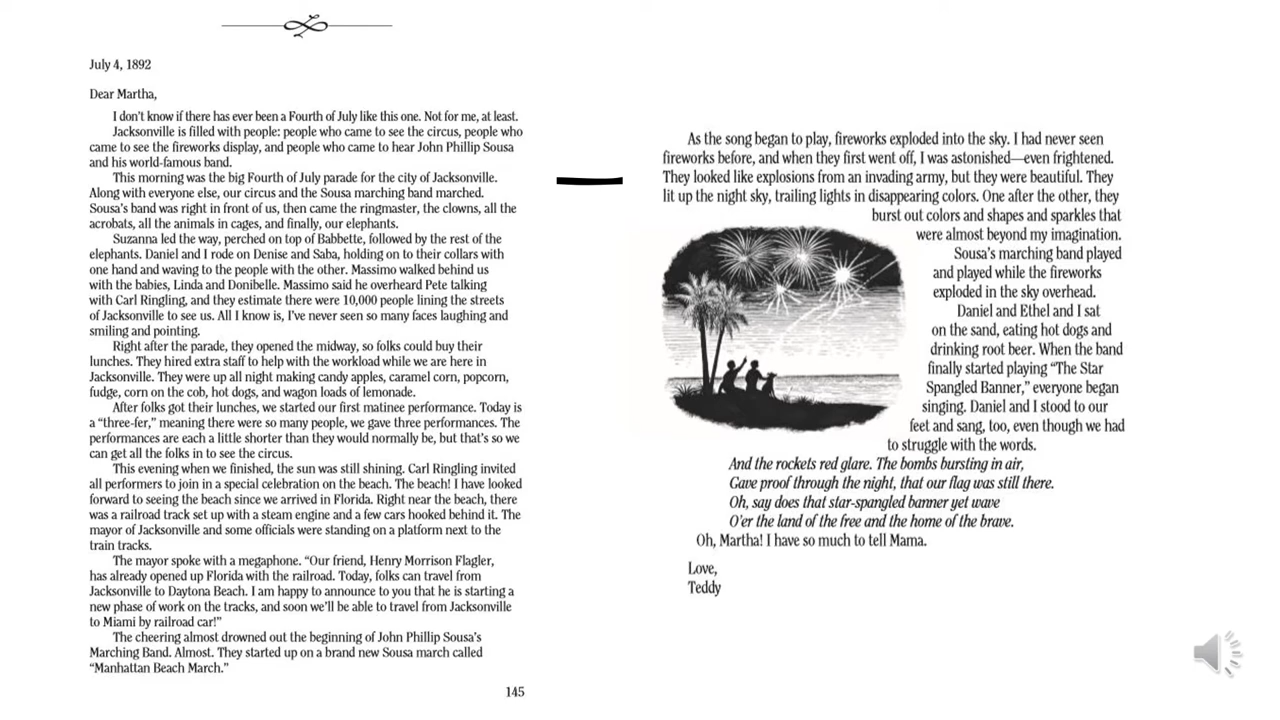 July 4, 1892
Dear Martha,
I don't know if there has ever been a Fourth of July like this one. Not for me, at least.
Jacksonville is filled with people: people who came to see the circus, people who
came to see the fireworks display, and people who came to hear John Phillip Sousa
and his world-famous band.
This morning was the big Fourth of July parade for the city of Jacksonville.
Along with everyone else, our circus and the Sousa marching band marched.
Sousa's band was right in front of us, then came the ringmaster, the clowns, all the
acrobats, all the animals in cages, and finally, our elephants.
Suzanna led the way, perched on top of Babbette, followed by the rest of the
elephants. Daniel and I rode on Denise and Saba, holding on to their collars with
one hand and waving to the people with the other. Massimo walked behind us
with the babies, Linda and Donibelle. Massimo said he overheard Pete talking
with Carl Ringling, and they estimate there were 10,000 people lining the streets
of Jacksonville to see us. All I know is, I've never seen so many faces laughing and
smiling and pointing.
Right after the parade, they opened the midway, so folks could buy their
lunches. They hired extra staff to help with the workload while we are here in
Jacksonville. They were up all night making candy apples, caramel corn, popcorn,
fudge, corn on the cob, hot dogs, and wagon loads of lemonade.
After folks got their lunches, we started our first matinee performance. Today is
a "three-fer," meaning there were so many people, we gave three performances. The
performances are each a little shorter than they would normally be, but that's so we
can get all the folks in to see the circus.
This evening when we finished, the sun was still shining. Carl Ringling invited
all performers to join in a special celebration on the beach. The beach! I have looked
forward to seeing the beach since we arrived in Florida. Right near the beach, there
was a railroad track set up with a steam engine and a few cars hooked behind it. The
mayor of Jacksonville and some officials were standing on a platform next to the
train tracks.
The mayor spoke with a megaphone. "Our friend, Henry Morrison Flagler,
has already opened up Florida with the railroad. Today, folks can travel from
Jacksonville to Daytona Beach. I am happy to announce to you that he is starting a
new phase of work on the tracks, and soon we'll be able to travel from Jacksonville
to Miami by railroad car!"
The cheering almost drowned out the beginning of John Phillip Sousa's
Marching Band. Almost. They started up on a brand new Sousa march called
"Manhattan Beach March."
145
As the song began to play, fireworks exploded into the sky. I had never seen
fireworks before, and when they first went off, I was astonished—even frightened.
They looked like explosions from an invading army, but they were beautiful. They
lit up the night sky, trailing lights in disappearing colors. One after the other, they
burst out colors and shapes and sparkles that
were almost beyond my imagination.
Sousa's marching band played
and played while the fireworks
exploded in the sky overhead.
Daniel and Ethel and I sat
on the sand, eating hot dogs and
drinking root beer. When the band
finally started playing "The Star
Spangled Banner," everyone began
singing. Daniel and I stood to our
feet and sang, too, even though we had
to struggle with the words.
And the rockets red glare. The bombs bursting in air,
Gave proof through the night, that our flag was still there.
Oh, say does that star-spangled banner yet wave
O'er the land of the free and the home of the brave.
Oh, Martha! I have so much to tell Mama.
Love,
Teddy